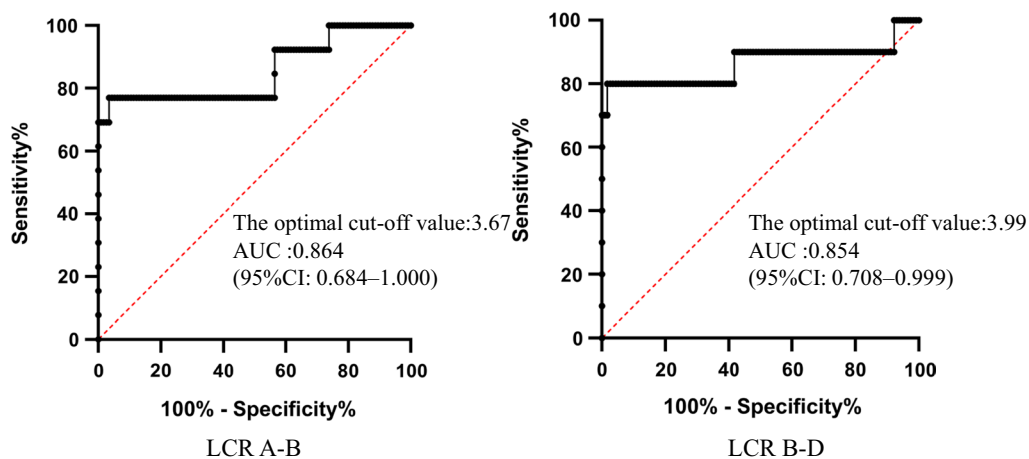 100
80
60
40
20
0
Sensitivity%
0 20 40 60 80 100
100% - Specificity%
The optimal cut-off value:3.67
AUC :0.864
(95%CI: 0.684–1.000)
LCR A-B
100
80
60
40
20
0
Sensitivity%
0 20 40 60 80 100
100% - Specificity%
The optimal cut-off value:3.99
AUC :0.854
(95%CI: 0.708–0.999)
LCR B-D